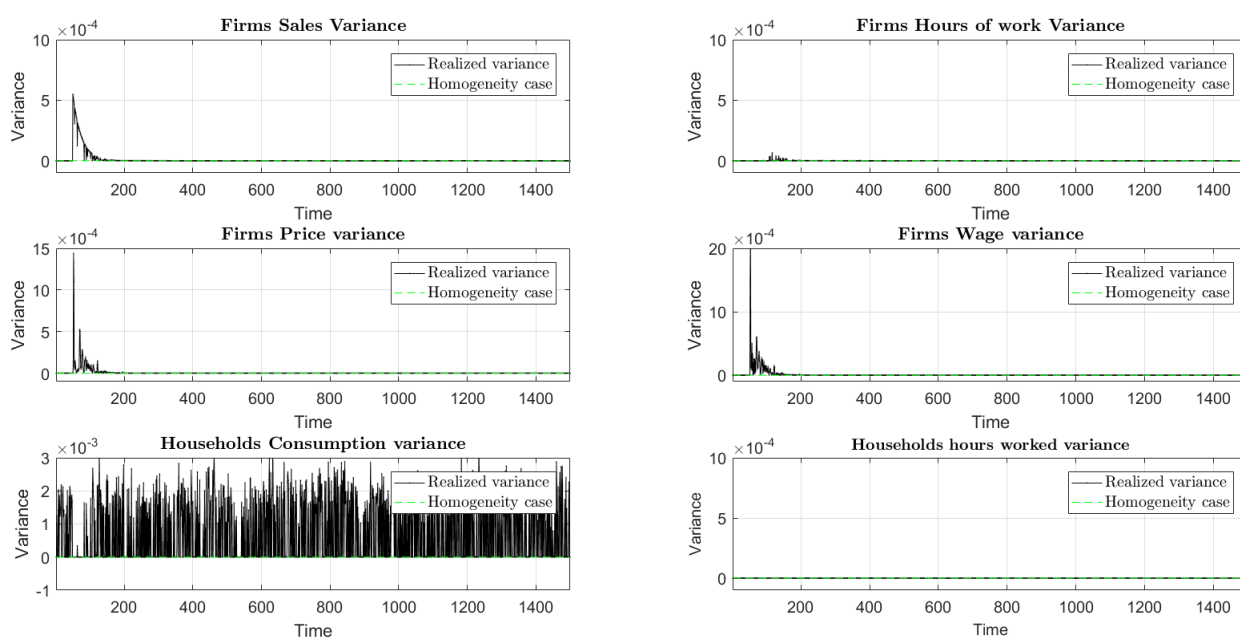 Firms Sales Variance
×10^-4
10
5
0
Variance
Realized variance
Homogeneity case
200 400 600 800 1000 1200 1400
Time
Firms Hours of work Variance
×10^-4
10
5
0
Variance
Realized variance
Homogeneity case
200 400 600 800 1000 1200 1400
Time
Firms Price variance
×10^-4
15
10
5
0
Variance
Realized variance
Homogeneity case
200 400 600 800 1000 1200 1400
Time
Firms Wage variance
×10^-4
20
10
0
Variance
Realized variance
Homogeneity case
200 400 600 800 1000 1200 1400
Time
Households Consumption variance
×10^-3
3
2
1
0
-1
Variance
Realized variance
Homogeneity case
200 400 600 800 1000 1200 1400
Time
Households hours worked variance
×10^-4
10
5
0
Variance
Realized variance
Homogeneity case
200 400 600 800 1000 1200 1400
Time